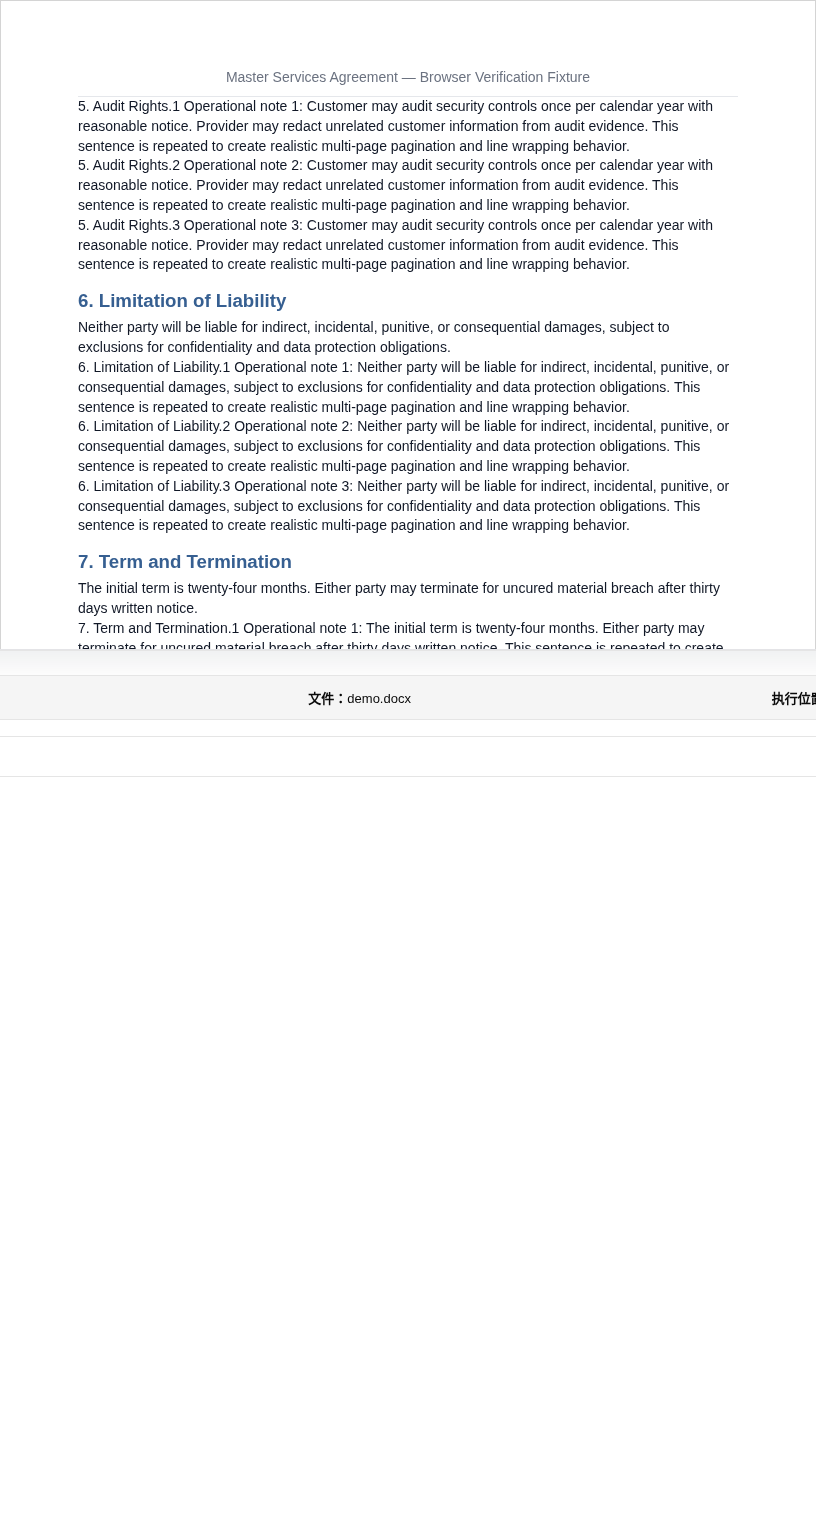 Master Services Agreement — Browser Verification Fixture
5. Audit Rights.1 Operational note 1: Customer may audit security controls once per calendar year with
reasonable notice. Provider may redact unrelated customer information from audit evidence. This
sentence is repeated to create realistic multi-page pagination and line wrapping behavior.
5. Audit Rights.2 Operational note 2: Customer may audit security controls once per calendar year with
reasonable notice. Provider may redact unrelated customer information from audit evidence. This
sentence is repeated to create realistic multi-page pagination and line wrapping behavior.
5. Audit Rights.3 Operational note 3: Customer may audit security controls once per calendar year with
reasonable notice. Provider may redact unrelated customer information from audit evidence. This
sentence is repeated to create realistic multi-page pagination and line wrapping behavior.
6. Limitation of Liability
Neither party will be liable for indirect, incidental, punitive, or consequential damages, subject to
exclusions for confidentiality and data protection obligations.
6. Limitation of Liability.1 Operational note 1: Neither party will be liable for indirect, incidental, punitive, or
consequential damages, subject to exclusions for confidentiality and data protection obligations. This
sentence is repeated to create realistic multi-page pagination and line wrapping behavior.
6. Limitation of Liability.2 Operational note 2: Neither party will be liable for indirect, incidental, punitive, or
consequential damages, subject to exclusions for confidentiality and data protection obligations. This
sentence is repeated to create realistic multi-page pagination and line wrapping behavior.
6. Limitation of Liability.3 Operational note 3: Neither party will be liable for indirect, incidental, punitive, or
consequential damages, subject to exclusions for confidentiality and data protection obligations. This
sentence is repeated to create realistic multi-page pagination and line wrapping behavior.
7. Term and Termination
The initial term is twenty-four months. Either party may terminate for uncured material breach after thirty
days written notice.
7. Term and Termination.1 Operational note 1: The initial term is twenty-four months. Either party may
terminate for uncured material breach after thirty days written notice. This sentence is repeated to create
文件：demo.docx
执行位置